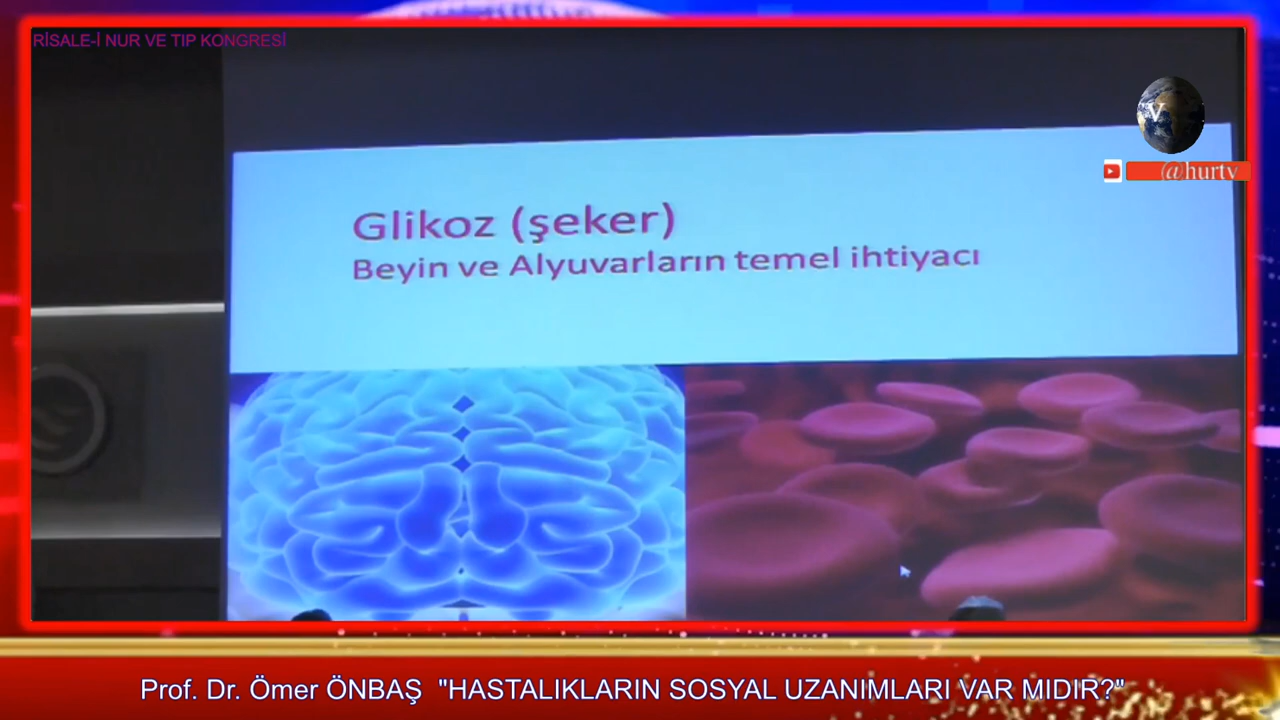 RİSALE-İ NUR VE TIP KONGRESİ
V
@hurtv
Glikoz (şeker)
Beyin ve Alyuvarların temel ihtiyacı
Prof. Dr. Ömer ÖNBAŞ "HASTALIKLARIN SOSYAL UZANIMLARI VAR MIDIR?"